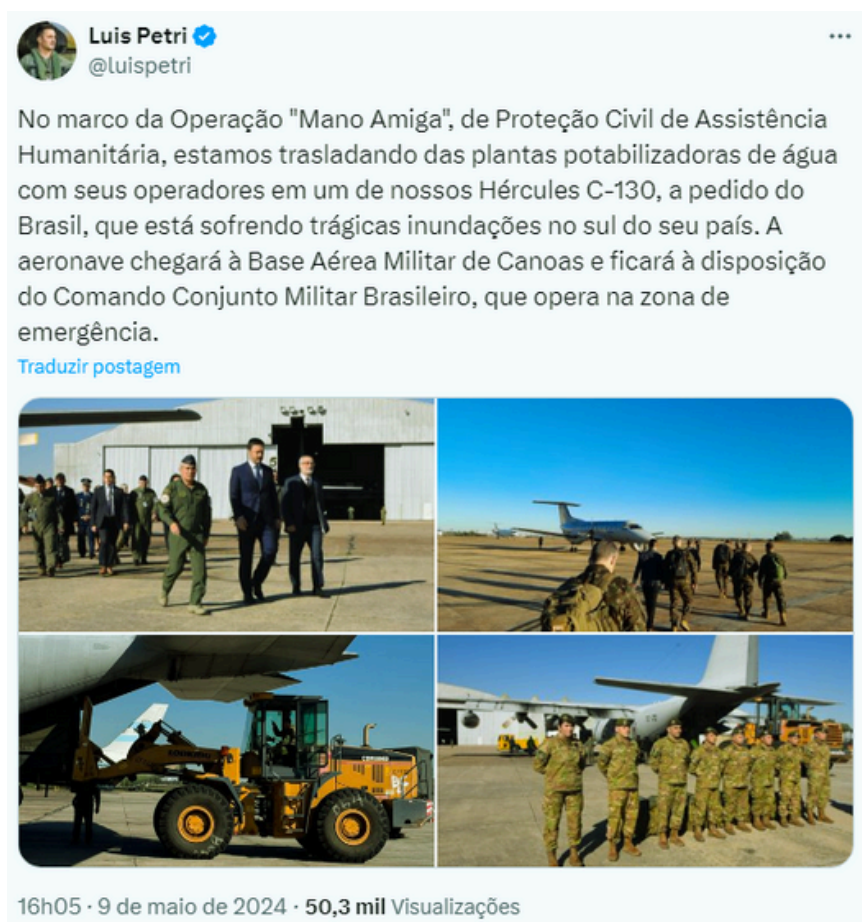 Luis Petri
@luispetri
No marco da Operação "Mano Amiga", de Proteção Civil de Assistência
Humanitária, estamos trasladando das plantas potabilizadoras de água
com seus operadores em um de nossos Hércules C-130, a pedido do
Brasil, que está sofrendo trágicas inundações no sul do seu país. A
aeronave chegará à Base Aérea Militar de Canoas e ficará à disposição
do Comando Conjunto Militar Brasileiro, que opera na zona de
emergência.
Traduzir postagem
16h05 · 9 de maio de 2024 · 50,3 mil Visualizações